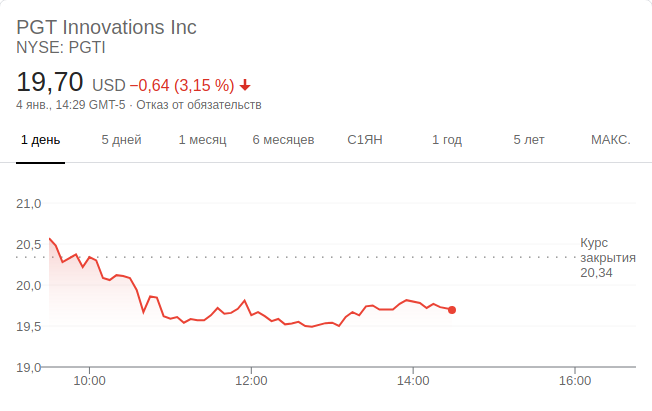 PGT Innovations Inc
NYSE: PGTI
19,70 USD −0,64 (3,15 %)
4 янв., 14:29 GMT-5 · Отказ от обязательств
1 день 5 дней 1 месяц 6 месяцев С1ЯН 1 год 5 лет МАКС.
21,0
20,5
20,0
19,5
19,0
Курс
закрытия
20,34
10:00 12:00 14:00 16:00